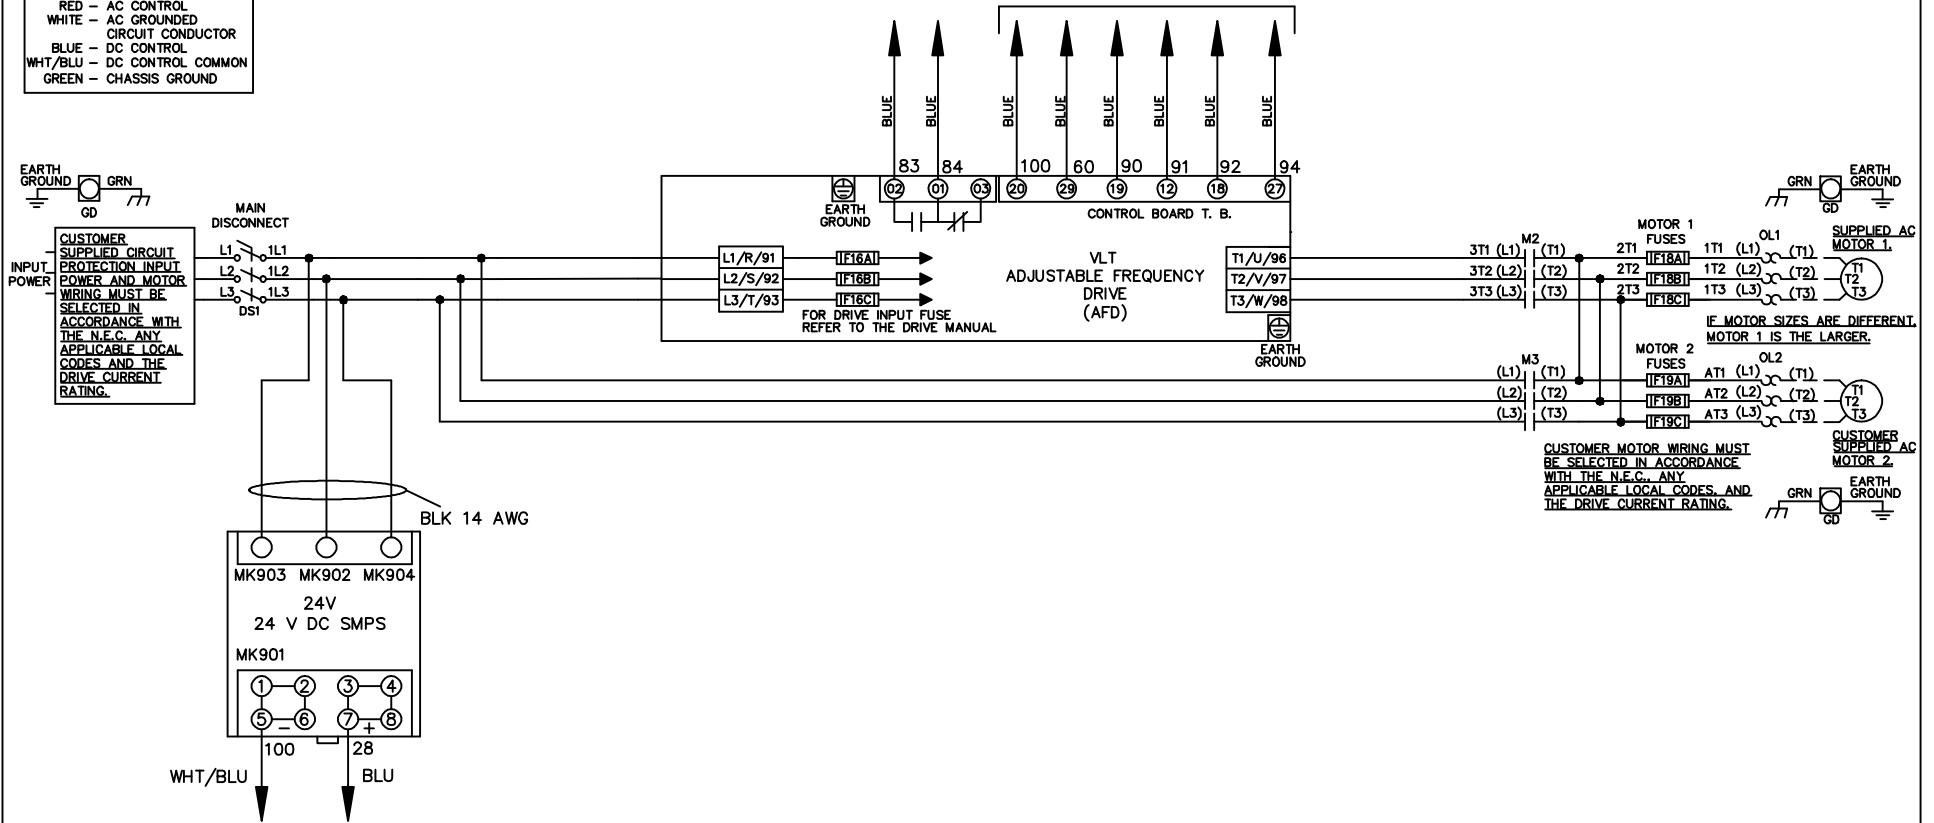 RED – AC CONTROL
WHITE – AC GROUNDED
CIRCUIT CONDUCTOR
BLUE – DC CONTROL
WHT/BLU – DC CONTROL COMMON
GREEN – CHASSIS GROUND
BLUE
BLUE
BLUE
BLUE
BLUE
BLUE
BLUE
BLUE
83 84 100 60 90 91 92 94
02 01 03 20 29 19 12 18 27
EARTH
GROUND
CONTROL BOARD T. B.
EARTH
GROUND
GRN
GD
MAIN
DISCONNECT
INPUT
POWER
CUSTOMER
SUPPLIED CIRCUIT
PROTECTION INPUT
POWER AND MOTOR
WIRING MUST BE
SELECTED IN
ACCORDANCE WITH
THE N.E.C. ANY
APPLICABLE LOCAL
CODES AND THE
DRIVE CURRENT
RATING.
L1 1L1
L2 1L2
L3 1L3
DS1
L1/R/91 F16A
L2/S/92 F16B
L3/T/93 F16C
FOR DRIVE INPUT FUSE
REFER TO THE DRIVE MANUAL
VLT
ADJUSTABLE FREQUENCY
DRIVE
(AFD)
T1/U/96
T2/V/97
T3/W/98
EARTH
GROUND
M2
3T1 (L1) (T1)
3T2 (L2) (T2)
3T3 (L3) (T3)
MOTOR 1
FUSES
2T1 F18A 1T1 (L1) (T1)
2T2 F18B 1T2 (L2) (T2)
2T3 F18C 1T3 (L3) (T3)
OL1
GRN
GD
EARTH
GROUND
SUPPLIED AC
MOTOR 1.
T1
T2
T3
IF MOTOR SIZES ARE DIFFERENT,
MOTOR 1 IS THE LARGER.
M3
(L1) (T1)
(L2) (T2)
(L3) (T3)
MOTOR 2
FUSES
F19A AT1 (L1) (T1)
F19B AT2 (L2) (T2)
F19C AT3 (L3) (T3)
OL2
T1
T2
T3
CUSTOMER
SUPPLIED AC
MOTOR 2.
CUSTOMER MOTOR WIRING MUST
BE SELECTED IN ACCORDANCE
WITH THE N.E.C., ANY
APPLICABLE LOCAL CODES, AND
THE DRIVE CURRENT RATING.
GRN
GD
EARTH
GROUND
BLK 14 AWG
MK903 MK902 MK904
24V
24 V DC SMPS
MK901
1 2 3 4
5 – 6 7 + 8
100 28
WHT/BLU BLU